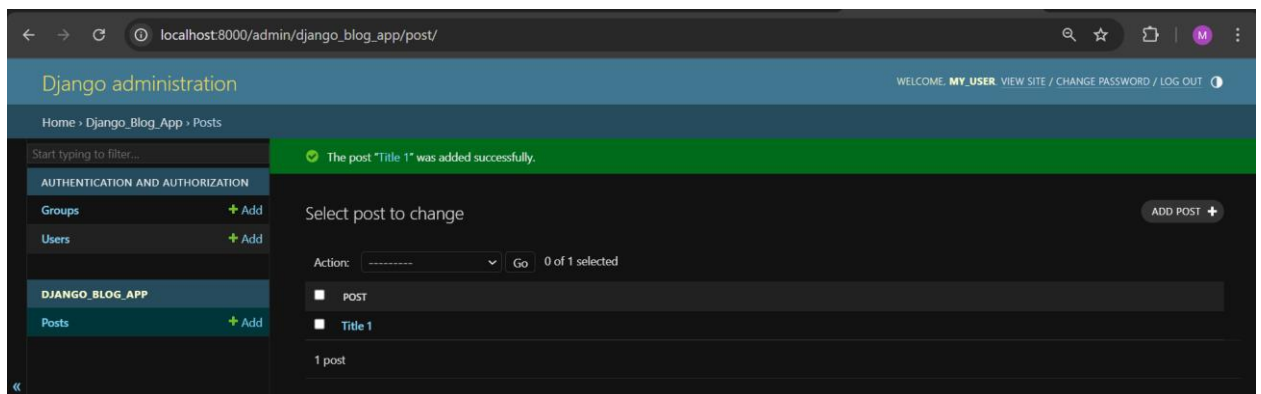 localhost:8000/admin/django_blog_app/post/
M
Django administration
WELCOME, MY_USER. VIEW SITE / CHANGE PASSWORD / LOG OUT
Home › Django_Blog_App › Posts
Start typing to filter...
The post “Title 1” was added successfully.
AUTHENTICATION AND AUTHORIZATION
Groups + Add
Users + Add
DJANGO_BLOG_APP
Posts + Add
«
Select post to change
ADD POST +
Action: --------- Go 0 of 1 selected
POST
Title 1
1 post